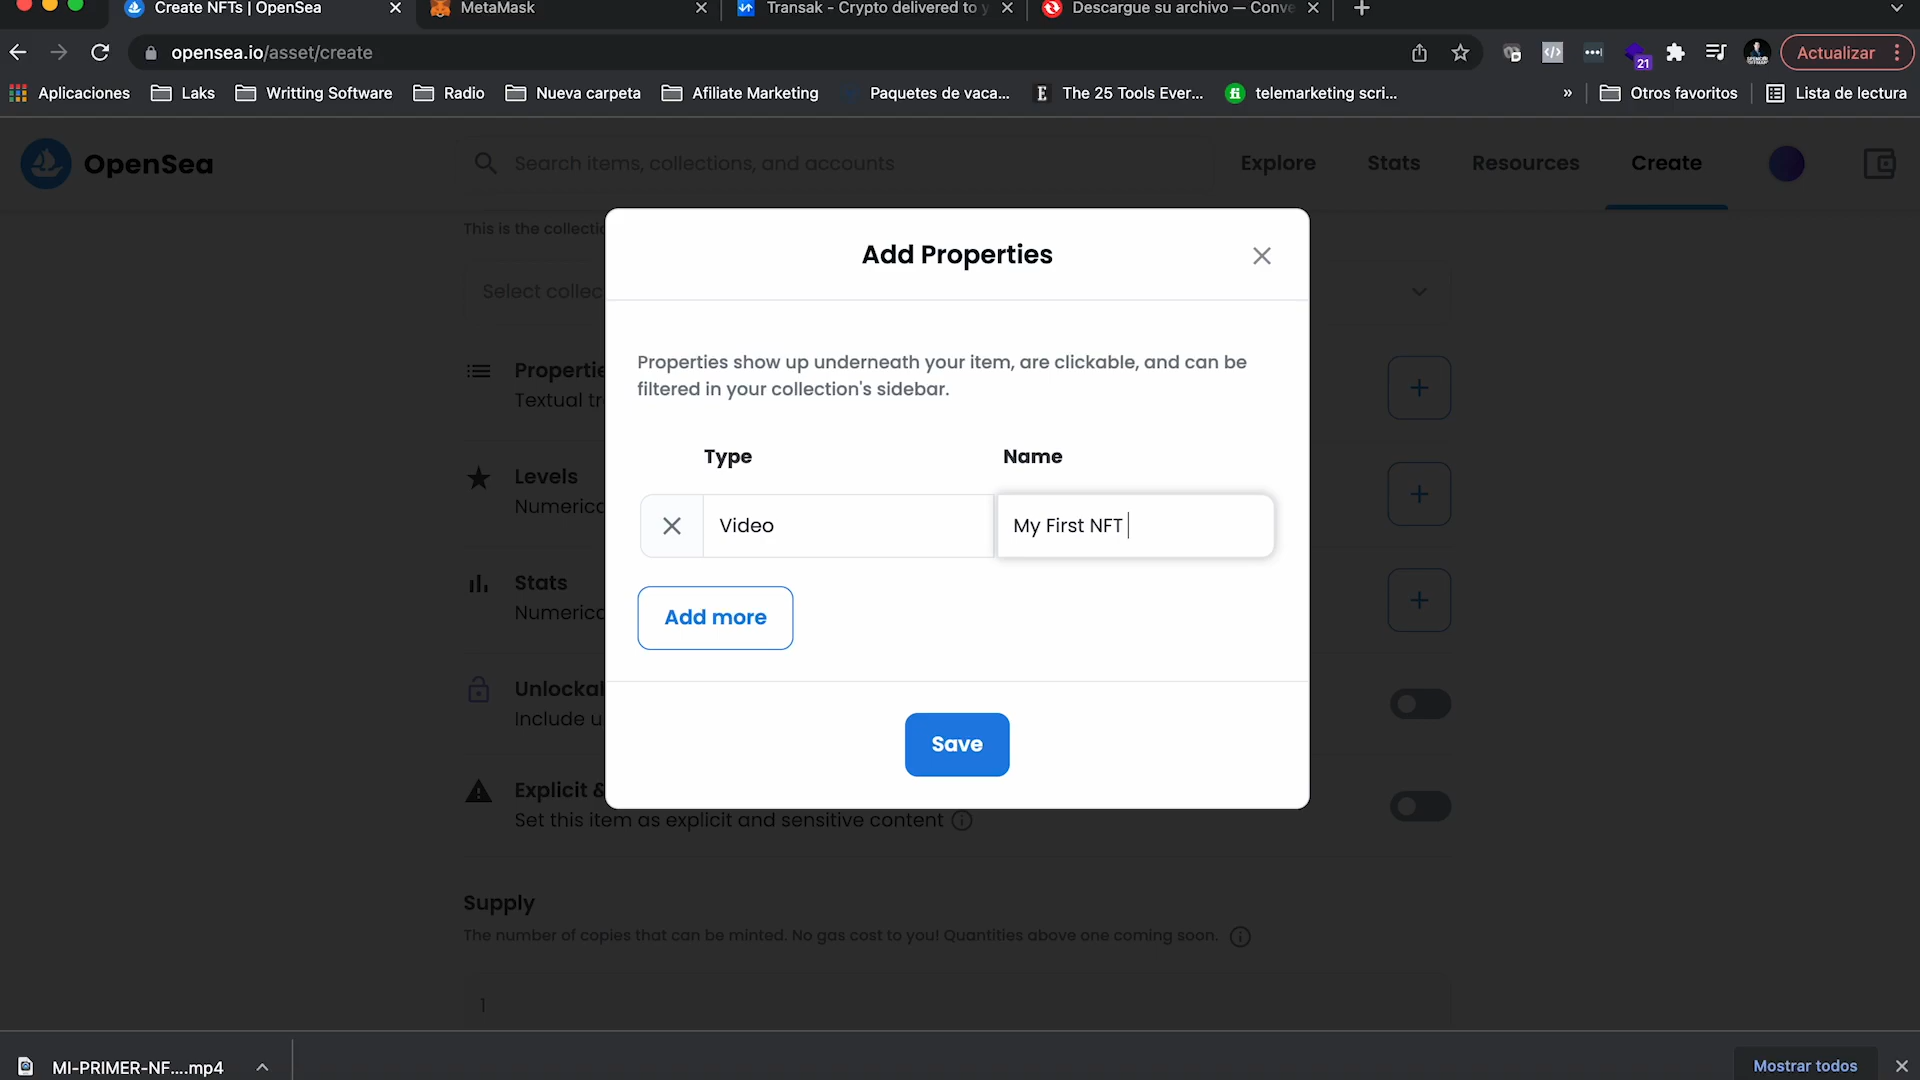 Create NFTs | OpenSea
MetaMask
Transak - Crypto delivered to y
Descargue su archivo — Conve
opensea.io/asset/create
21
Actualizar
Aplicaciones
Laks
Writting Software
Radio
Nueva carpeta
Afiliate Marketing
Paquetes de vaca...
The 25 Tools Ever...
telemarketing scri...
»
Otros favoritos
Lista de lectura
OpenSea
Search items, collections, and accounts
Explore
Stats
Resources
Create
This is the collectio
Select collec
Add Properties
Properties show up underneath your item, are clickable, and can be
filtered in your collection's sidebar.
Type
Name
Video
My First NFT
Add more
Save
Propertie
Textual tr
Levels
Numerica
Stats
Numerica
Unlockab
Include u
Explicit &
Set this item as explicit and sensitive content
Supply
The number of copies that can be minted. No gas cost to you! Quantities above one coming soon.
1
MI-PRIMER-NF....mp4
Mostrar todos